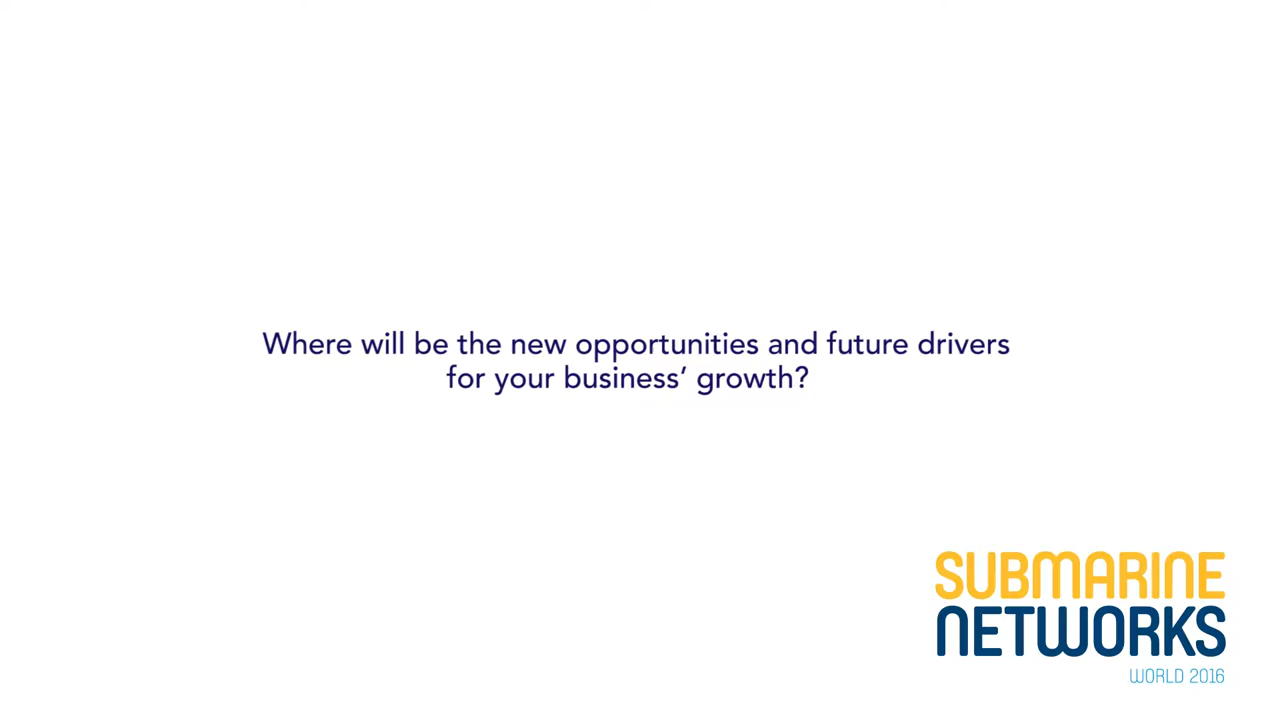 Where will be the new opportunities and future drivers
for your business’ growth?
SUBMARINE
NETWORKS
WORLD 2016